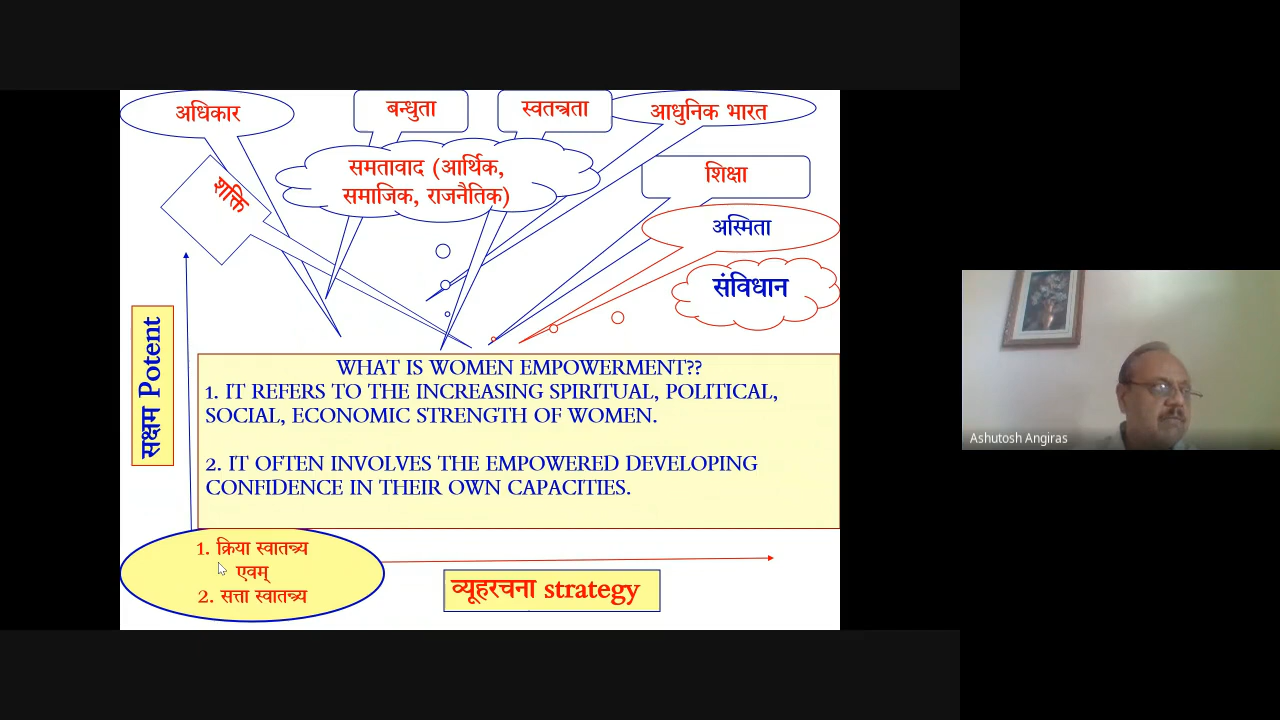 अधिकार
बन्धुता
स्वतन्त्रता
आधुनिक भारत
शक्ति
समतावाद (आर्थिक,
समाजिक, राजनैतिक)
शिक्षा
अस्मिता
संविधान
सक्षम Potent
WHAT IS WOMEN EMPOWERMENT??
1. IT REFERS TO THE INCREASING SPIRITUAL, POLITICAL,
SOCIAL, ECONOMIC STRENGTH OF WOMEN.
2. IT OFTEN INVOLVES THE EMPOWERED DEVELOPING
CONFIDENCE IN THEIR OWN CAPACITIES.
1. क्रिया स्वातन्त्र्य
एवम्
2. सत्ता स्वातन्त्र्य
व्यूहरचना strategy
Ashutosh Angiras